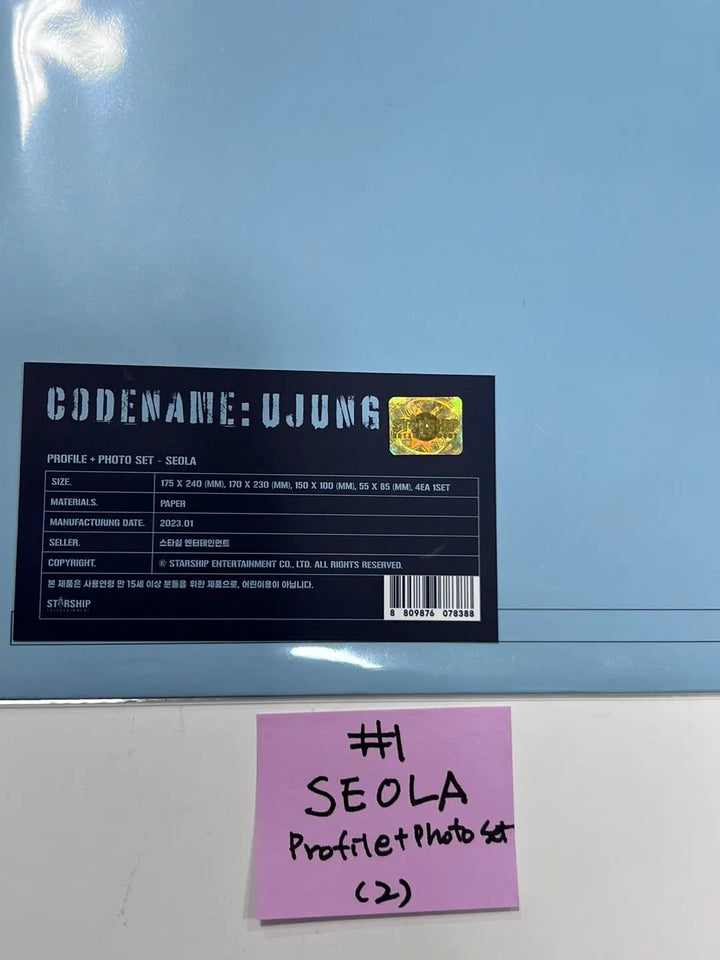 CODENAME: UJUNG
STARSHIP
PROFILE + PHOTO SET - SEOLA
SIZE. 175 X 240 (MM), 170 X 230 (MM), 150 X 100 (MM), 55 X 85 (MM), 4EA 1SET
MATERIALS. PAPER
MANUFACTURING DATE. 2023.01
SELLER. 스타쉽 엔터테인먼트
COPYRIGHT. © STARSHIP ENTERTAINMENT CO., LTD. ALL RIGHTS RESERVED.
본 제품은 사용연령 만 15세 이상 분들을 위한 제품으로, 어린이용이 아닙니다.
STARSHIP
ENTERTAINMENT
8 809876 078388
#1
SEOLA
Profile + Photo Set
(2)